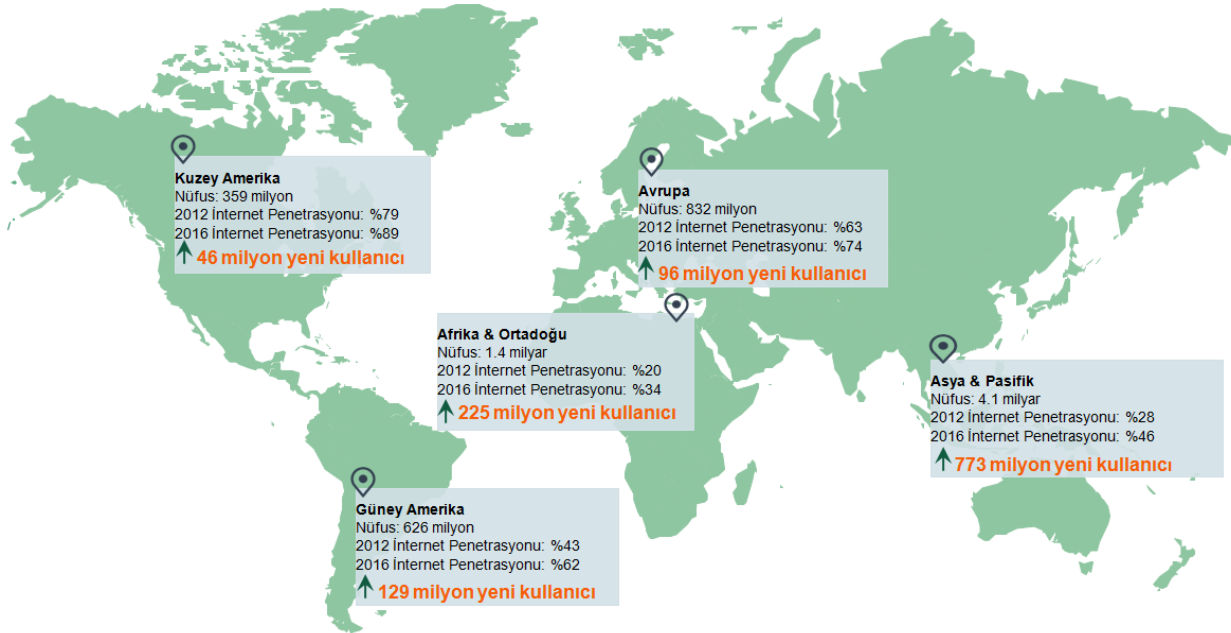 Kuzey Amerika
Nüfus: 359 milyon
2012 İnternet Penetrasyonu: %79
2016 İnternet Penetrasyonu: %89
46 milyon yeni kullanıcı
Avrupa
Nüfus: 832 milyon
2012 İnternet Penetrasyonu: %63
2016 İnternet Penetrasyonu: %74
96 milyon yeni kullanıcı
Afrika & Ortadoğu
Nüfus: 1.4 milyar
2012 İnternet Penetrasyonu: %20
2016 İnternet Penetrasyonu: %34
225 milyon yeni kullanıcı
Asya & Pasifik
Nüfus: 4.1 milyar
2012 İnternet Penetrasyonu: %28
2016 İnternet Penetrasyonu: %46
773 milyon yeni kullanıcı
Güney Amerika
Nüfus: 626 milyon
2012 İnternet Penetrasyonu: %43
2016 İnternet Penetrasyonu: %62
129 milyon yeni kullanıcı